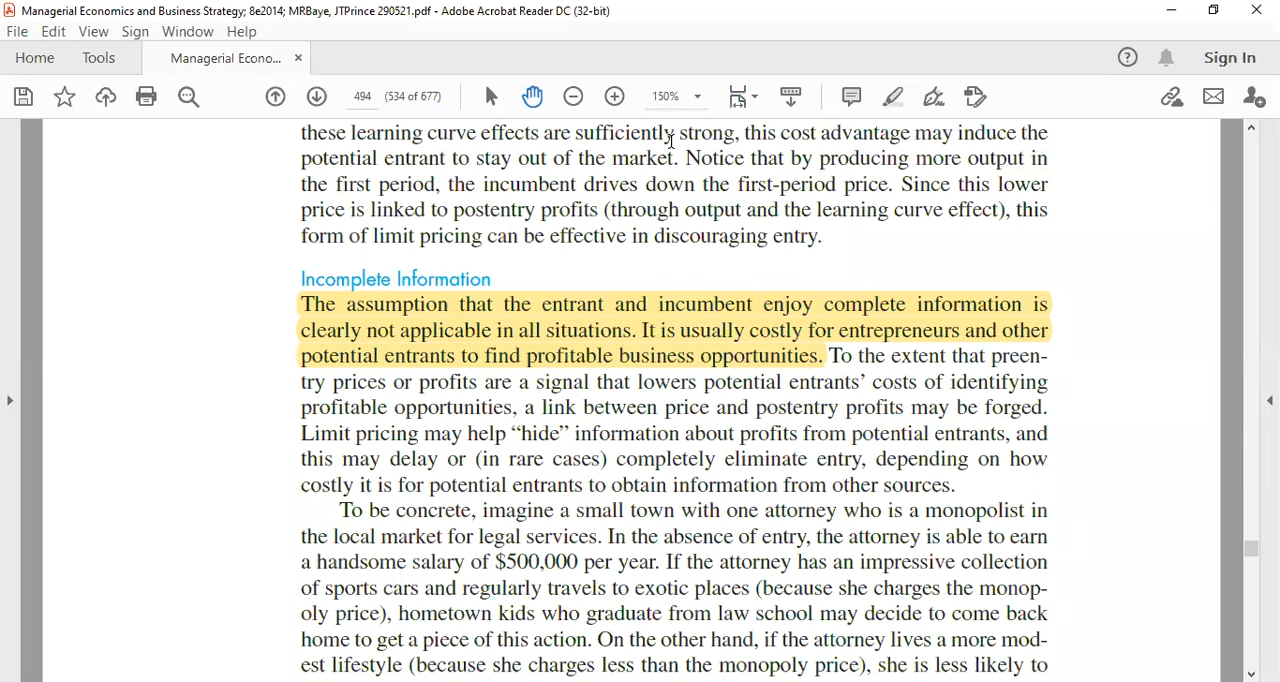 Managerial Economics and Business Strategy; 8e2014; MRBaye, JTPrince 290521.pdf - Adobe Acrobat Reader DC (32-bit)
File Edit View Sign Window Help
Home Tools Managerial Econo... × Sign In
494 (534 of 677) 150%
these learning curve effects are sufficiently strong, this cost advantage may induce the
potential entrant to stay out of the market. Notice that by producing more output in
the first period, the incumbent drives down the first-period price. Since this lower
price is linked to postentry profits (through output and the learning curve effect), this
form of limit pricing can be effective in discouraging entry.
Incomplete Information
The assumption that the entrant and incumbent enjoy complete information is
clearly not applicable in all situations. It is usually costly for entrepreneurs and other
potential entrants to find profitable business opportunities. To the extent that preen-
try prices or profits are a signal that lowers potential entrants’ costs of identifying
profitable opportunities, a link between price and postentry profits may be forged.
Limit pricing may help “hide” information about profits from potential entrants, and
this may delay or (in rare cases) completely eliminate entry, depending on how
costly it is for potential entrants to obtain information from other sources.
To be concrete, imagine a small town with one attorney who is a monopolist in
the local market for legal services. In the absence of entry, the attorney is able to earn
a handsome salary of $500,000 per year. If the attorney has an impressive collection
of sports cars and regularly travels to exotic places (because she charges the monop-
oly price), hometown kids who graduate from law school may decide to come back
home to get a piece of this action. On the other hand, if the attorney lives a more mod-
est lifestyle (because she charges less than the monopoly price), she is less likely to